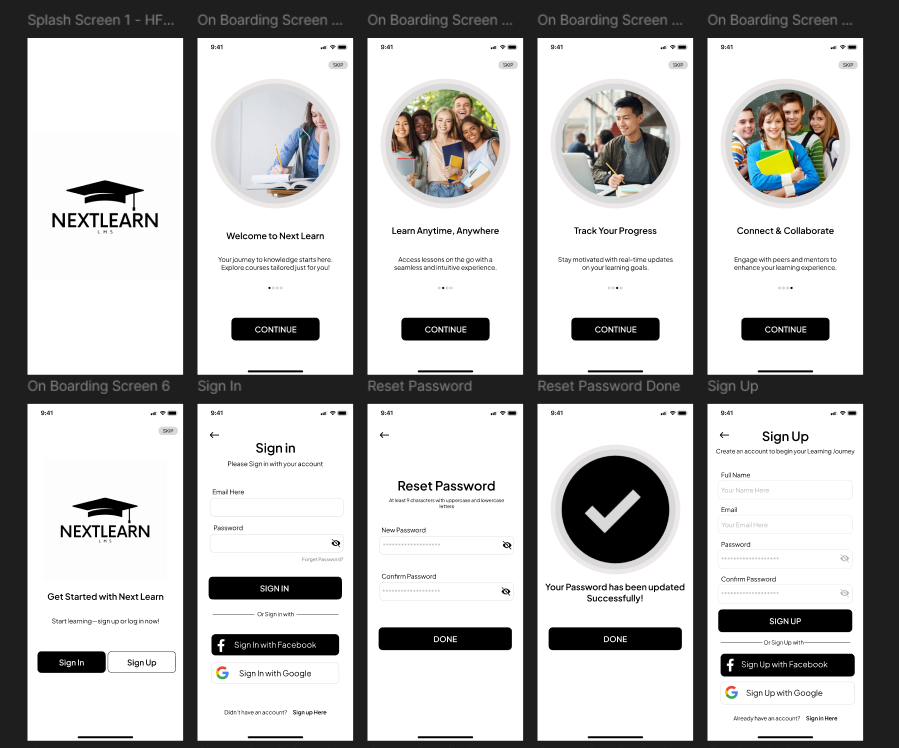 Splash Screen 1 - HF...
On Boarding Screen ...
On Boarding Screen ...
On Boarding Screen ...
On Boarding Screen ...
NEXTLEARN
LMS
9:41
SKIP
Welcome to Next Learn
Your journey to knowledge starts here.
Explore courses tailored just for you!
CONTINUE
9:41
SKIP
Learn Anytime, Anywhere
Access lessons on the go with a
seamless and intuitive experience.
CONTINUE
9:41
SKIP
Track Your Progress
Stay motivated with real-time updates
on your learning goals.
CONTINUE
9:41
SKIP
Connect & Collaborate
Engage with peers and mentors to
enhance your learning experience.
CONTINUE
On Boarding Screen 6
Sign In
Reset Password
Reset Password Done
Sign Up
9:41
SKIP
NEXTLEARN
LMS
Get Started with Next Learn
Start learning—sign up or log in now!
Sign In
Sign Up
9:41
Sign in
Please Sign in with your account
Email Here
Password
Forget Password?
SIGN IN
Or Sign in with
Sign In with Facebook
Sign In with Google
Didn't have an account? Sign up Here
9:41
Reset Password
At least 9 characters with uppercase and lowercase
letters
New Password
*******************
Confirm Password
*******************
DONE
9:41
Your Password has been updated
Successfully!
DONE
9:41
Sign Up
Create an account to begin your Learning Journey
Full Name
Your Name Here
Email
Your Email Here
Password
*******************
Confirm Password
*******************
SIGN UP
Or Sign Up with
Sign Up with Facebook
Sign Up with Google
Already have an account? Sign in Here